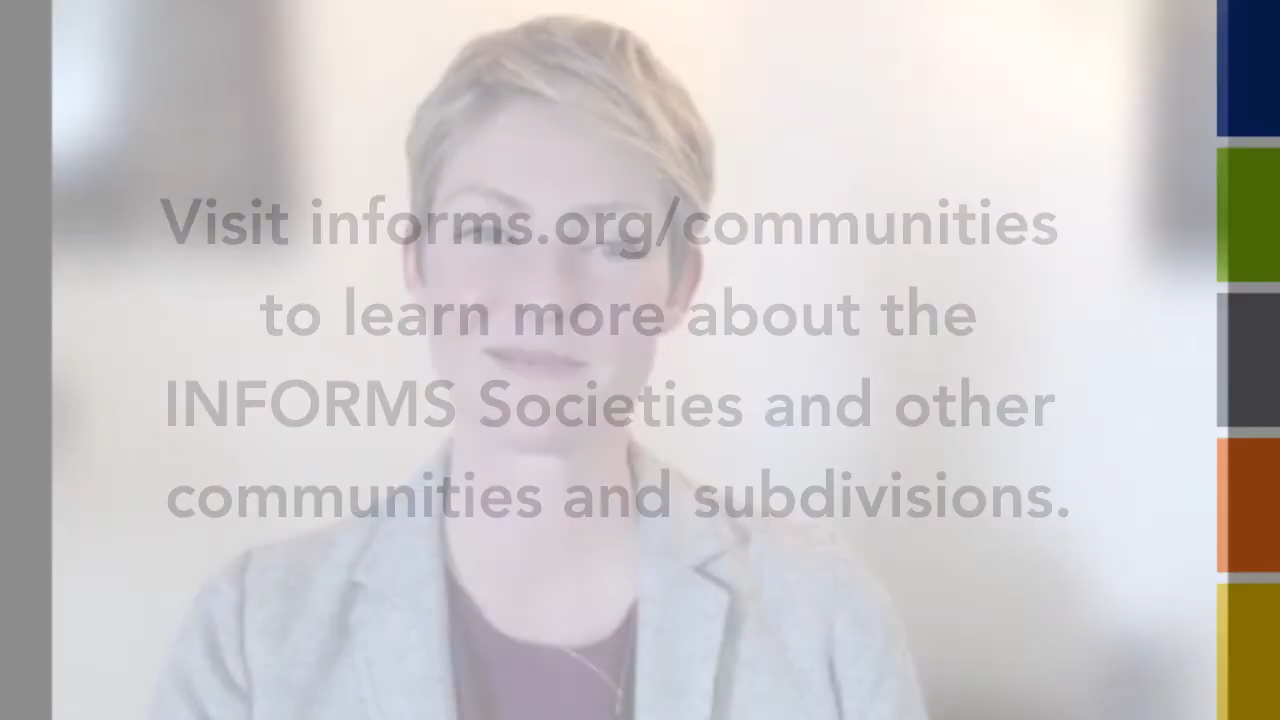 Visit informs.org/communities
to learn more about the
INFORMS Societies and other
communities and subdivisions.